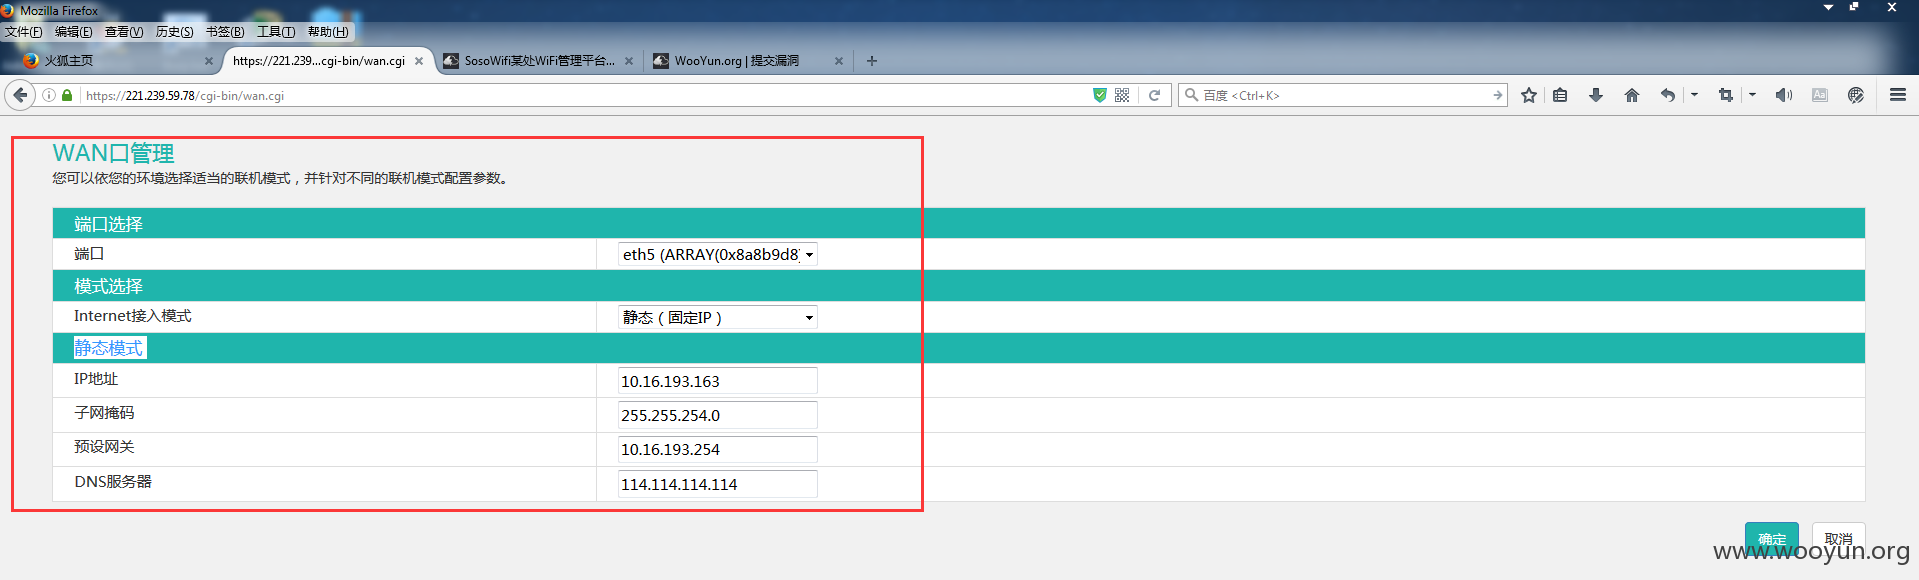 Mozilla Firefox
文件(F) 编辑(E) 查看(V) 历史(S) 书签(B) 工具(T) 帮助(H)
火狐主页 https://221.239...cgi-bin/wan.cgi SosoWifi某处WiFi管理平台... WooYun.org | 提交漏洞
https://221.239.59.78/cgi-bin/wan.cgi 百度 <Ctrl+K>
WAN口管理
您可以依您的环境选择适当的联机模式，并针对不同的联机模式配置参数。
端口选择
端口 eth5 (ARRAY(0x8a8b9d8)
模式选择
Internet接入模式 静态（固定IP）
静态模式
IP地址 10.16.193.163
子网掩码 255.255.254.0
预设网关 10.16.193.254
DNS服务器 114.114.114.114
确定 取消
www.wooyun.org